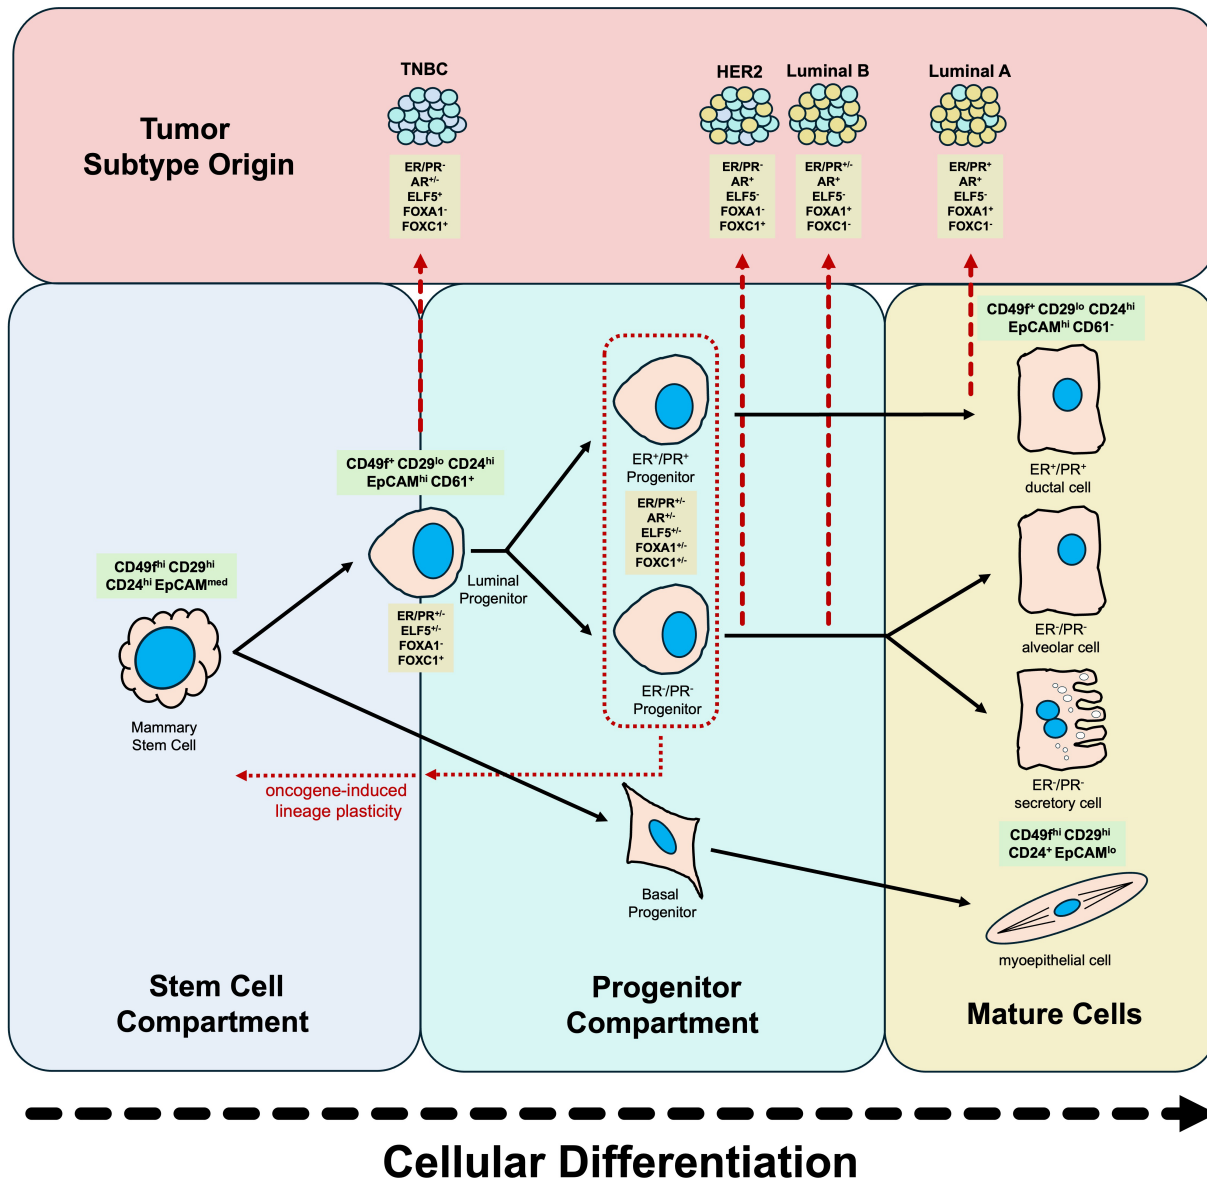 TNBC
HER2
Luminal B
Luminal A
Tumor
Subtype Origin
ER/PR⁻
AR⁺/⁻
ELF5⁺
FOXA1⁻
FOXC1⁺
ER/PR⁻
AR⁺
ELF5⁻
FOXA1⁻
FOXC1⁺
ER/PR⁺/⁻
AR⁺
ELF5⁻
FOXA1⁺
FOXC1⁻
ER/PR⁺
AR⁺
ELF5⁻
FOXA1⁺
FOXC1⁻
CD49f⁺ CD29ˡᵒ CD24ʰⁱ
EpCAMʰⁱ CD61⁻
ER⁺/PR⁺
ductal cell
ER⁺/PR⁺
Progenitor
CD49f⁺ CD29ˡᵒ CD24ʰⁱ
EpCAMʰⁱ CD61⁺
ER/PR⁺/⁻
AR⁺/⁻
ELF5⁺/⁻
FOXA1⁺/⁻
FOXC1⁺/⁻
CD49fʰⁱ CD29ʰⁱ
CD24ʰⁱ EpCAMᵐᵉᵈ
Luminal
Progenitor
ER/PR⁺/⁻
ELF5⁺/⁻
FOXA1⁻
FOXC1⁺
ER⁻/PR⁻
alveolar cell
ER⁻/PR⁻
Progenitor
Mammary
Stem Cell
oncogene-induced
lineage plasticity
ER⁻/PR⁻
secretory cell
CD49fʰⁱ CD29ʰⁱ
CD24⁺ EpCAMˡᵒ
Basal
Progenitor
myoepithelial cell
Stem Cell
Compartment
Progenitor
Compartment
Mature Cells
Cellular Differentiation